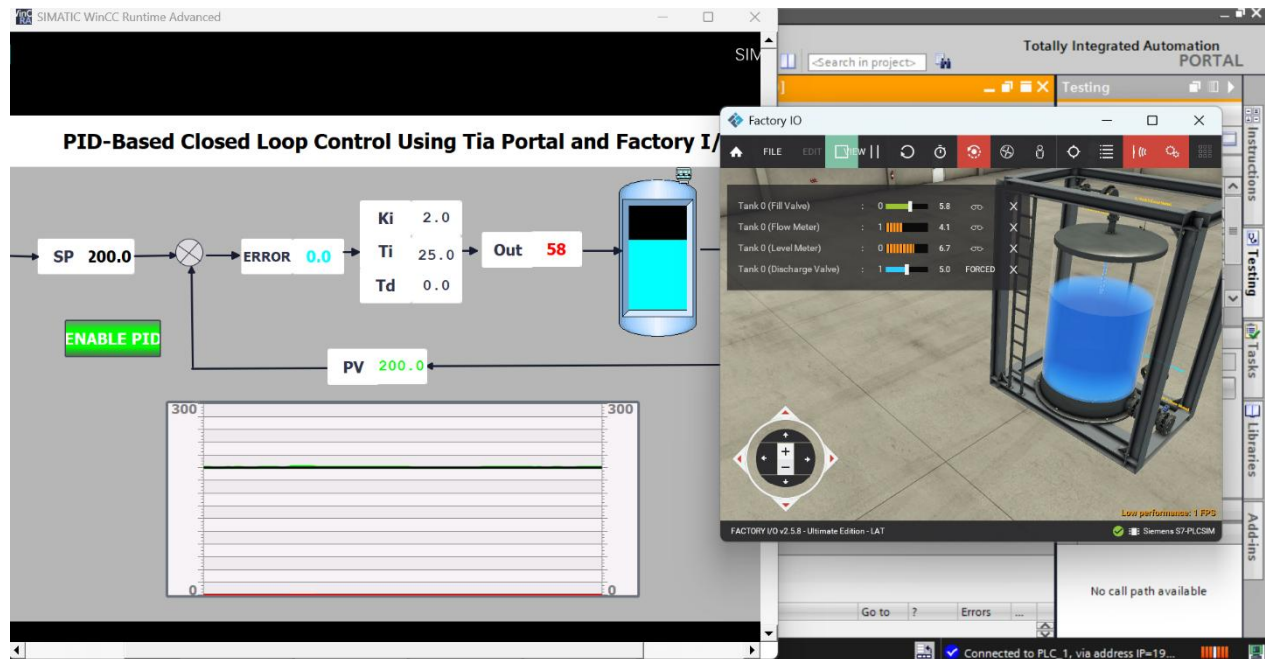 SIMATIC WinCC Runtime Advanced
SIM
PID-Based Closed Loop Control Using Tia Portal and Factory I/
SP 200.0
ERROR 0.0
Ki 2.0
Ti 25.0
Td 0.0
Out 58
ENABLE PID
PV 200.0
300 300
0 0
Totally Integrated Automation
PORTAL
<Search in project>
Testing
Factory IO
FILE EDIT VIEW
Tank 0 (Fill Valve) : 0 5.8
Tank 0 (Flow Meter) : 1 4.1
Tank 0 (Level Meter) : 0 6.7
Tank 0 (Discharge Valve) : 1 5.0 FORCED
Low performance: 1 FPS
FACTORY I/O v2.5.8 - Ultimate Edition - LAT
Siemens S7-PLCSIM
Instructions
Testing
Tasks
Libraries
Add-ins
No call path available
Go to ? Errors ...
Connected to PLC_1, via address IP=19...